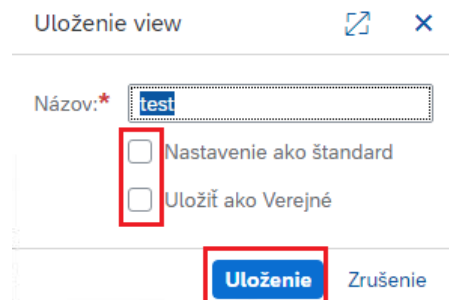 Uloženie view
Názov:* test
Nastavenie ako štandard
Uložiť ako Verejné
Uloženie Zrušenie